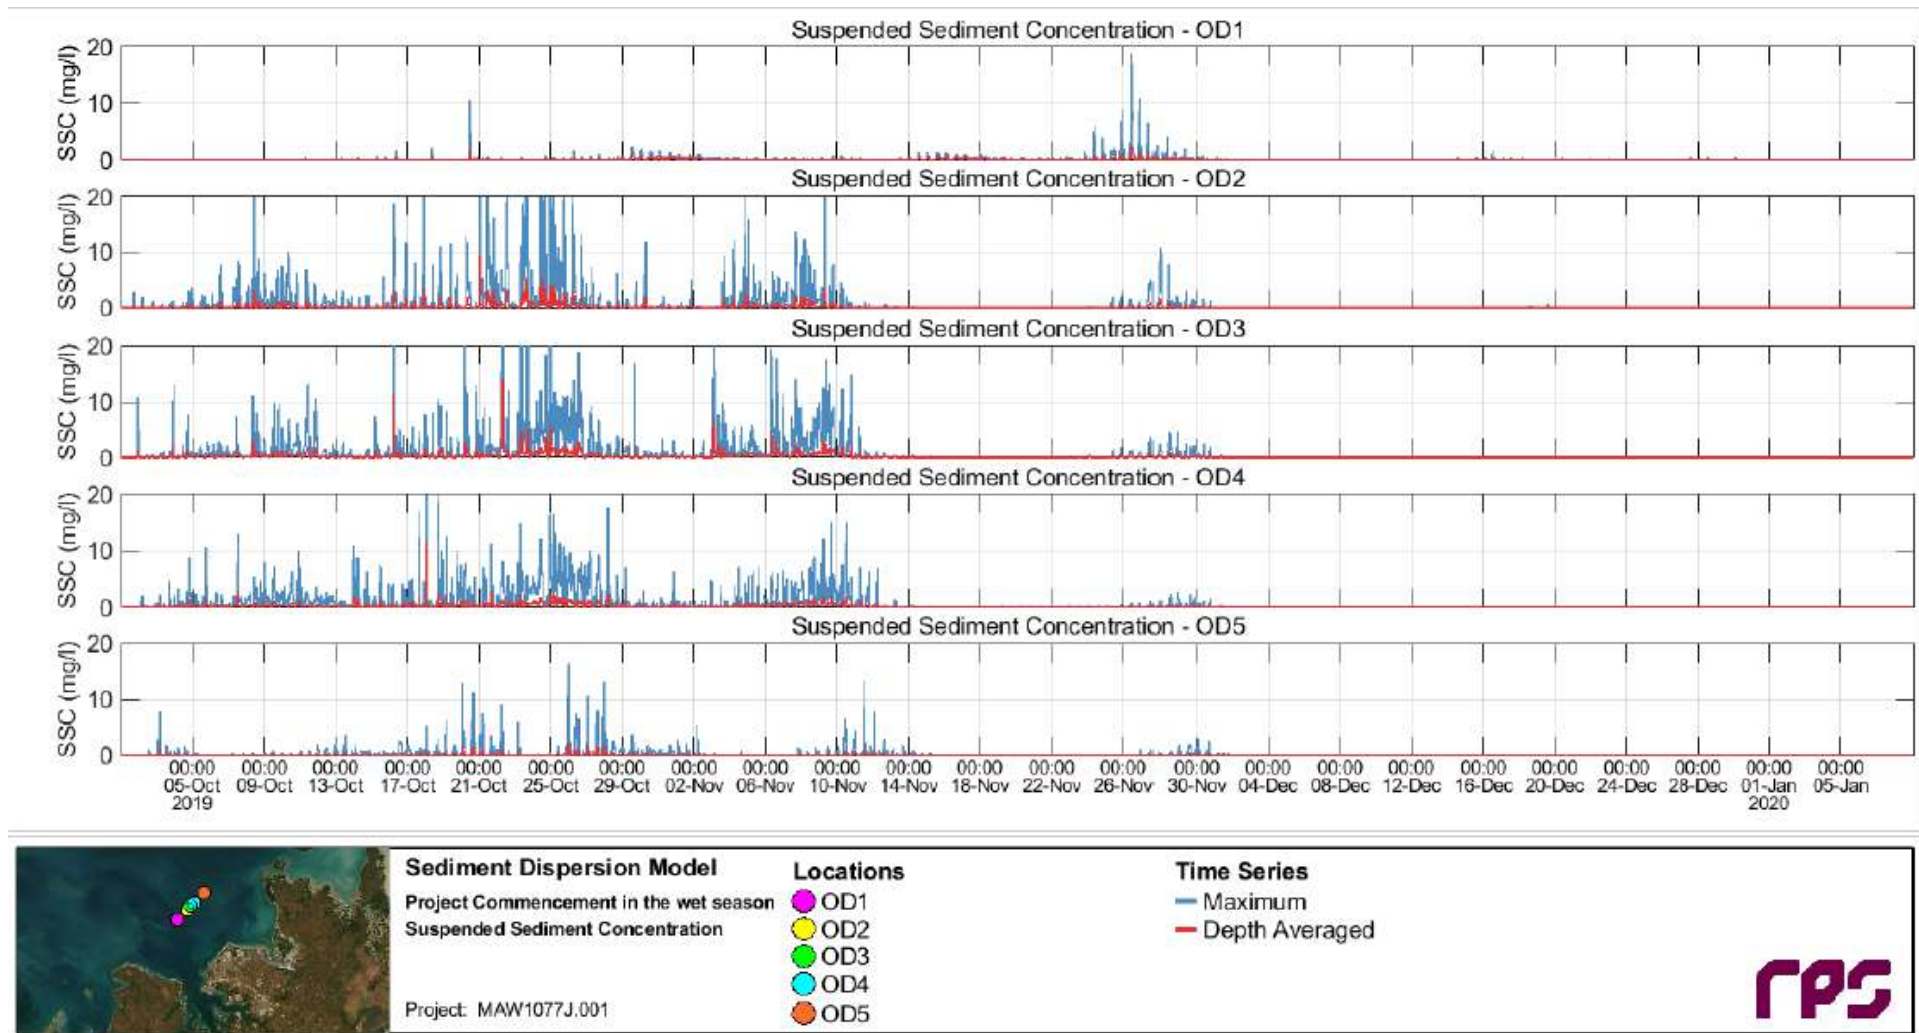 Suspended Sediment Concentration - OD1
SSC (mg/l)
20
10
0
Suspended Sediment Concentration - OD2
SSC (mg/l)
20
10
0
Suspended Sediment Concentration - OD3
SSC (mg/l)
20
10
0
Suspended Sediment Concentration - OD4
SSC (mg/l)
20
10
0
Suspended Sediment Concentration - OD5
SSC (mg/l)
20
10
0
00:00 00:00 00:00 00:00 00:00 00:00 00:00 00:00 00:00 00:00 00:00 00:00 00:00 00:00 00:00 00:00 00:00 00:00 00:00 00:00 00:00 00:00 00:00 00:00
05-Oct 09-Oct 13-Oct 17-Oct 21-Oct 25-Oct 29-Oct 02-Nov 06-Nov 10-Nov 14-Nov 18-Nov 22-Nov 26-Nov 30-Nov 04-Dec 08-Dec 12-Dec 16-Dec 20-Dec 24-Dec 28-Dec 01-Jan 05-Jan
2019 2020
Sediment Dispersion Model
Project Commencement in the wet season
Suspended Sediment Concentration
Project: MAW1077J.001
Locations
OD1
OD2
OD3
OD4
OD5
Time Series
Maximum
Depth Averaged
rps